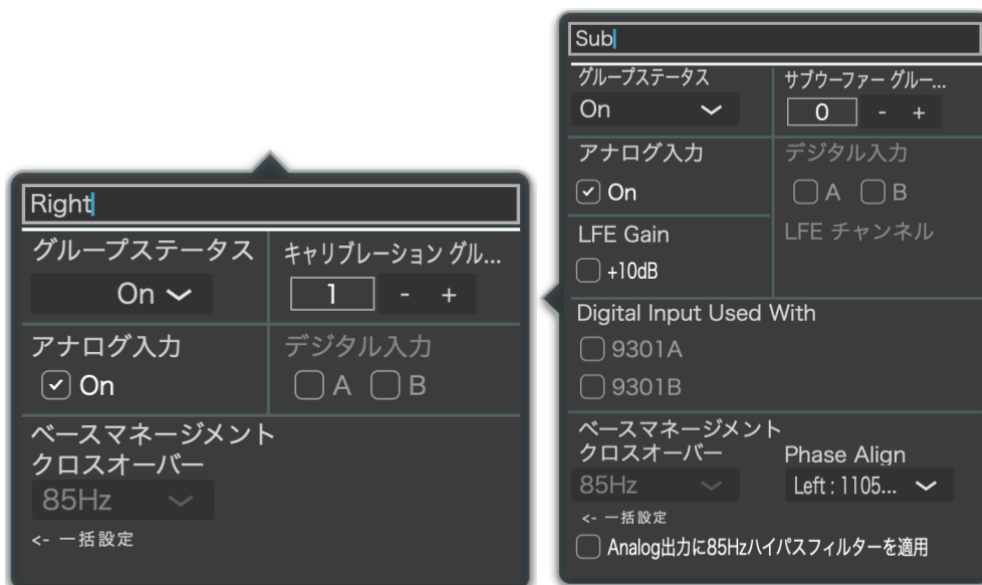 Right
グループステータス
キャリブレーション グル...
On
1 - +
アナログ入力
デジタル入力
On
A B
ベースマネージメント
クロスオーバー
85Hz
<- 一括設定
Sub
グループステータス
サブウーファー グルー...
On
0 - +
アナログ入力
デジタル入力
On
A B
LFE Gain
LFE チャンネル
+10dB
Digital Input Used With
9301A
9301B
ベースマネージメント
クロスオーバー
Phase Align
85Hz
Left : 1105...
<- 一括設定
Analog出力に85Hzハイパスフィルターを適用